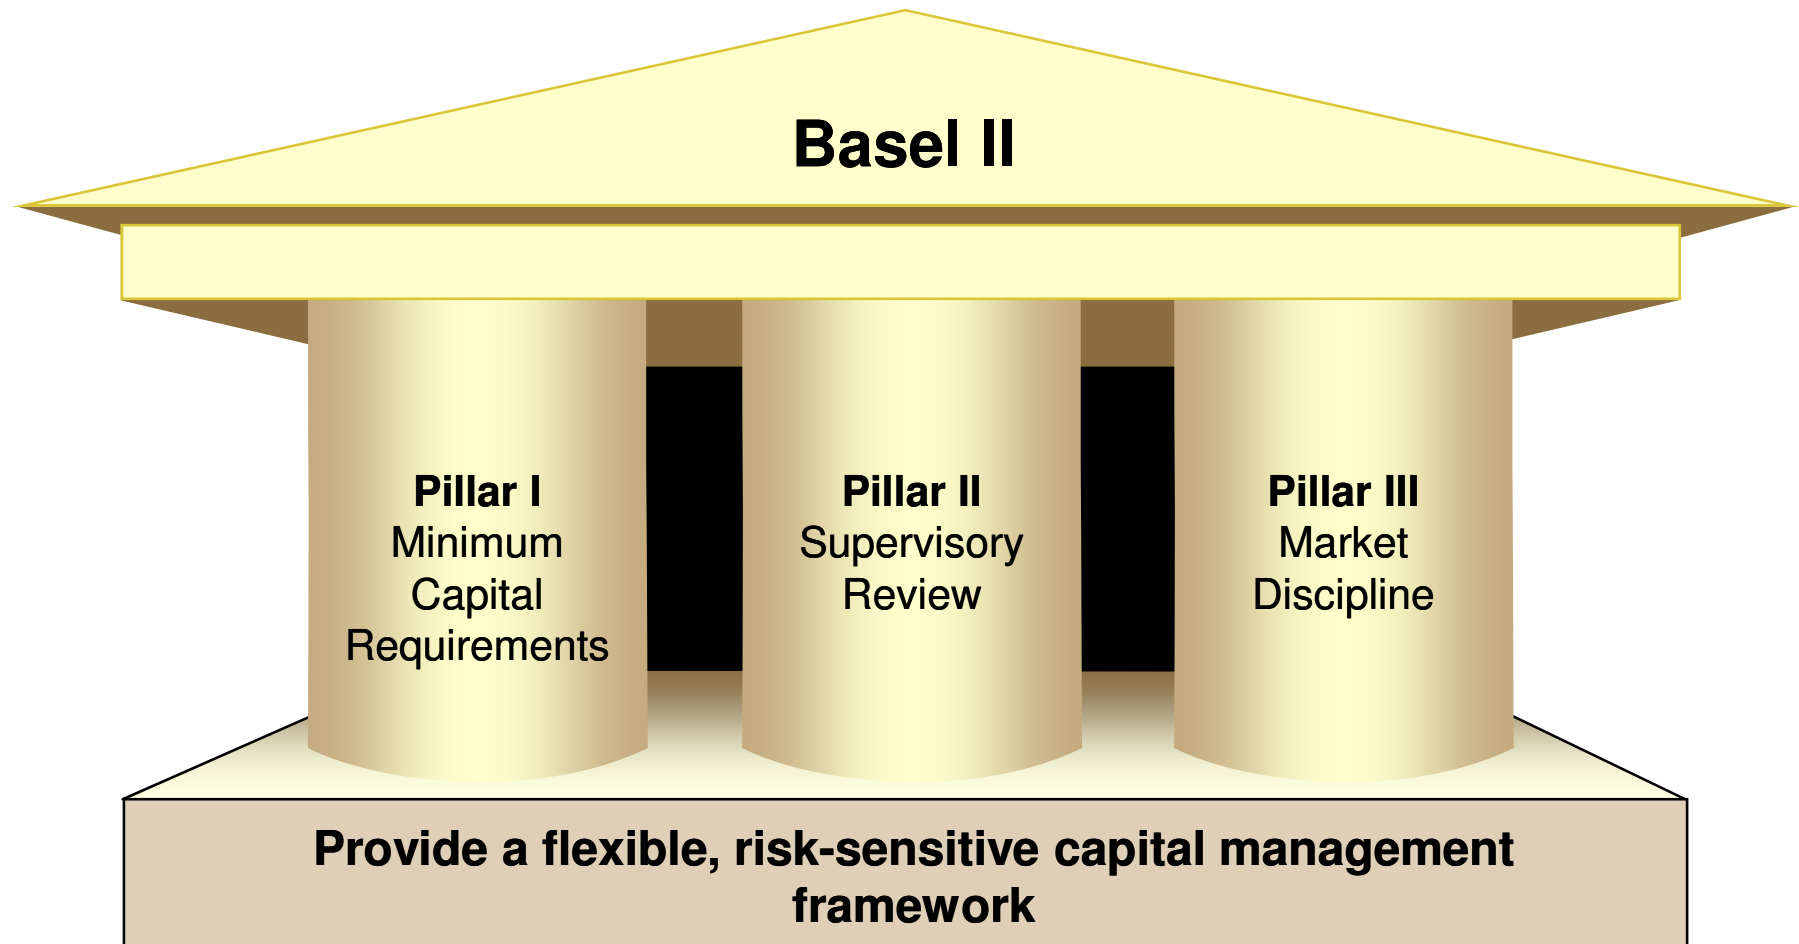 Basel II
Pillar I
Minimum
Capital
Requirements
Pillar II
Supervisory
Review
Pillar III
Market
Discipline
Provide a flexible, risk-sensitive capital management
framework